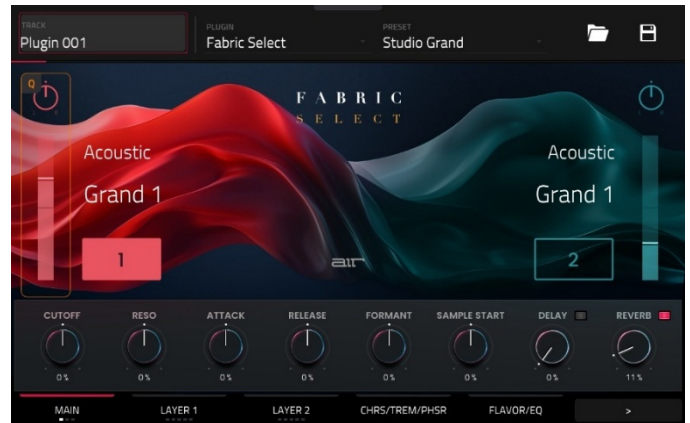 TRACK
Plugin 001
PLUGIN
Fabric Select
PRESET
Studio Grand
Q
L R
FABRIC
SELECT
L R
Acoustic
Grand 1
1
Acoustic
Grand 1
2
air
CUTOFF RESO ATTACK RELEASE FORMANT SAMPLE START DELAY REVERB
0% 0% 0% 0% 0% 0% 0% 11%
MAIN LAYER 1 LAYER 2 CHRS/TREM/PHSR FLAVOR/EQ >